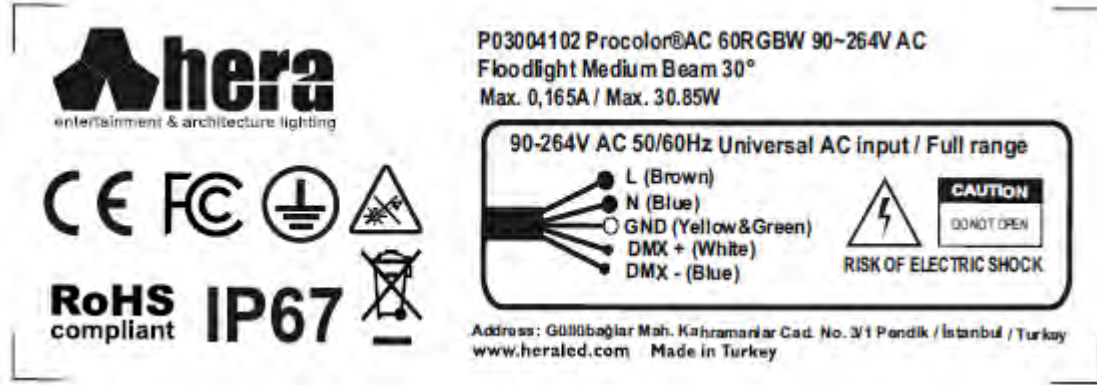 hera
entertainment & architecture lighting
CE FC
RoHS
compliant
IP67
P03004102 Procolor®AC 60RGBW 90~264V AC
Floodlight Medium Beam 30°
Max. 0,165A / Max. 30.85W
90-264V AC 50/60Hz Universal AC input / Full range
L (Brown)
N (Blue)
GND (Yellow&Green)
DMX + (White)
DMX - (Blue)
CAUTION
DO NOT OPEN
RISK OF ELECTRIC SHOCK
Address: Güllübağlar Mah. Kahramanlar Cad. No. 3/1 Pendik / İstanbul / Turkey
www.heraled.com Made in Turkey